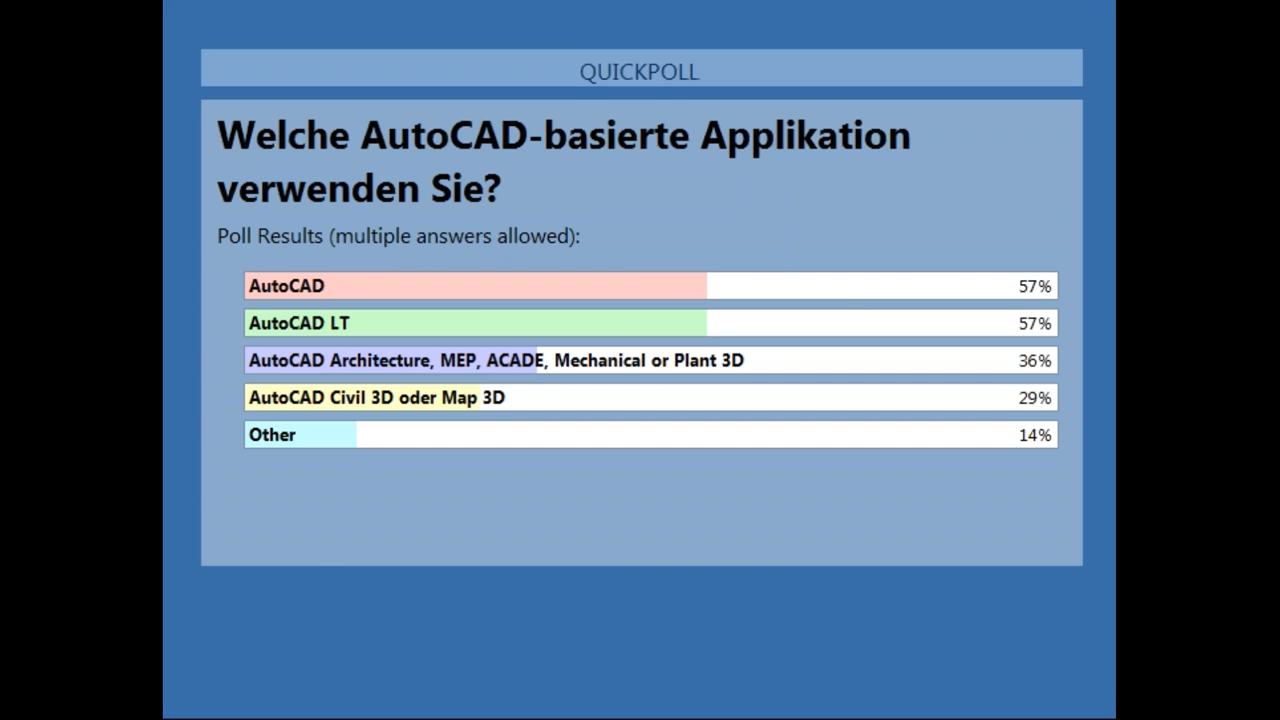 QUICKPOLL
Welche AutoCAD-basierte Applikation
verwenden Sie?
Poll Results (multiple answers allowed):
AutoCAD 57%
AutoCAD LT 57%
AutoCAD Architecture, MEP, ACADE, Mechanical or Plant 3D 36%
AutoCAD Civil 3D oder Map 3D 29%
Other 14%